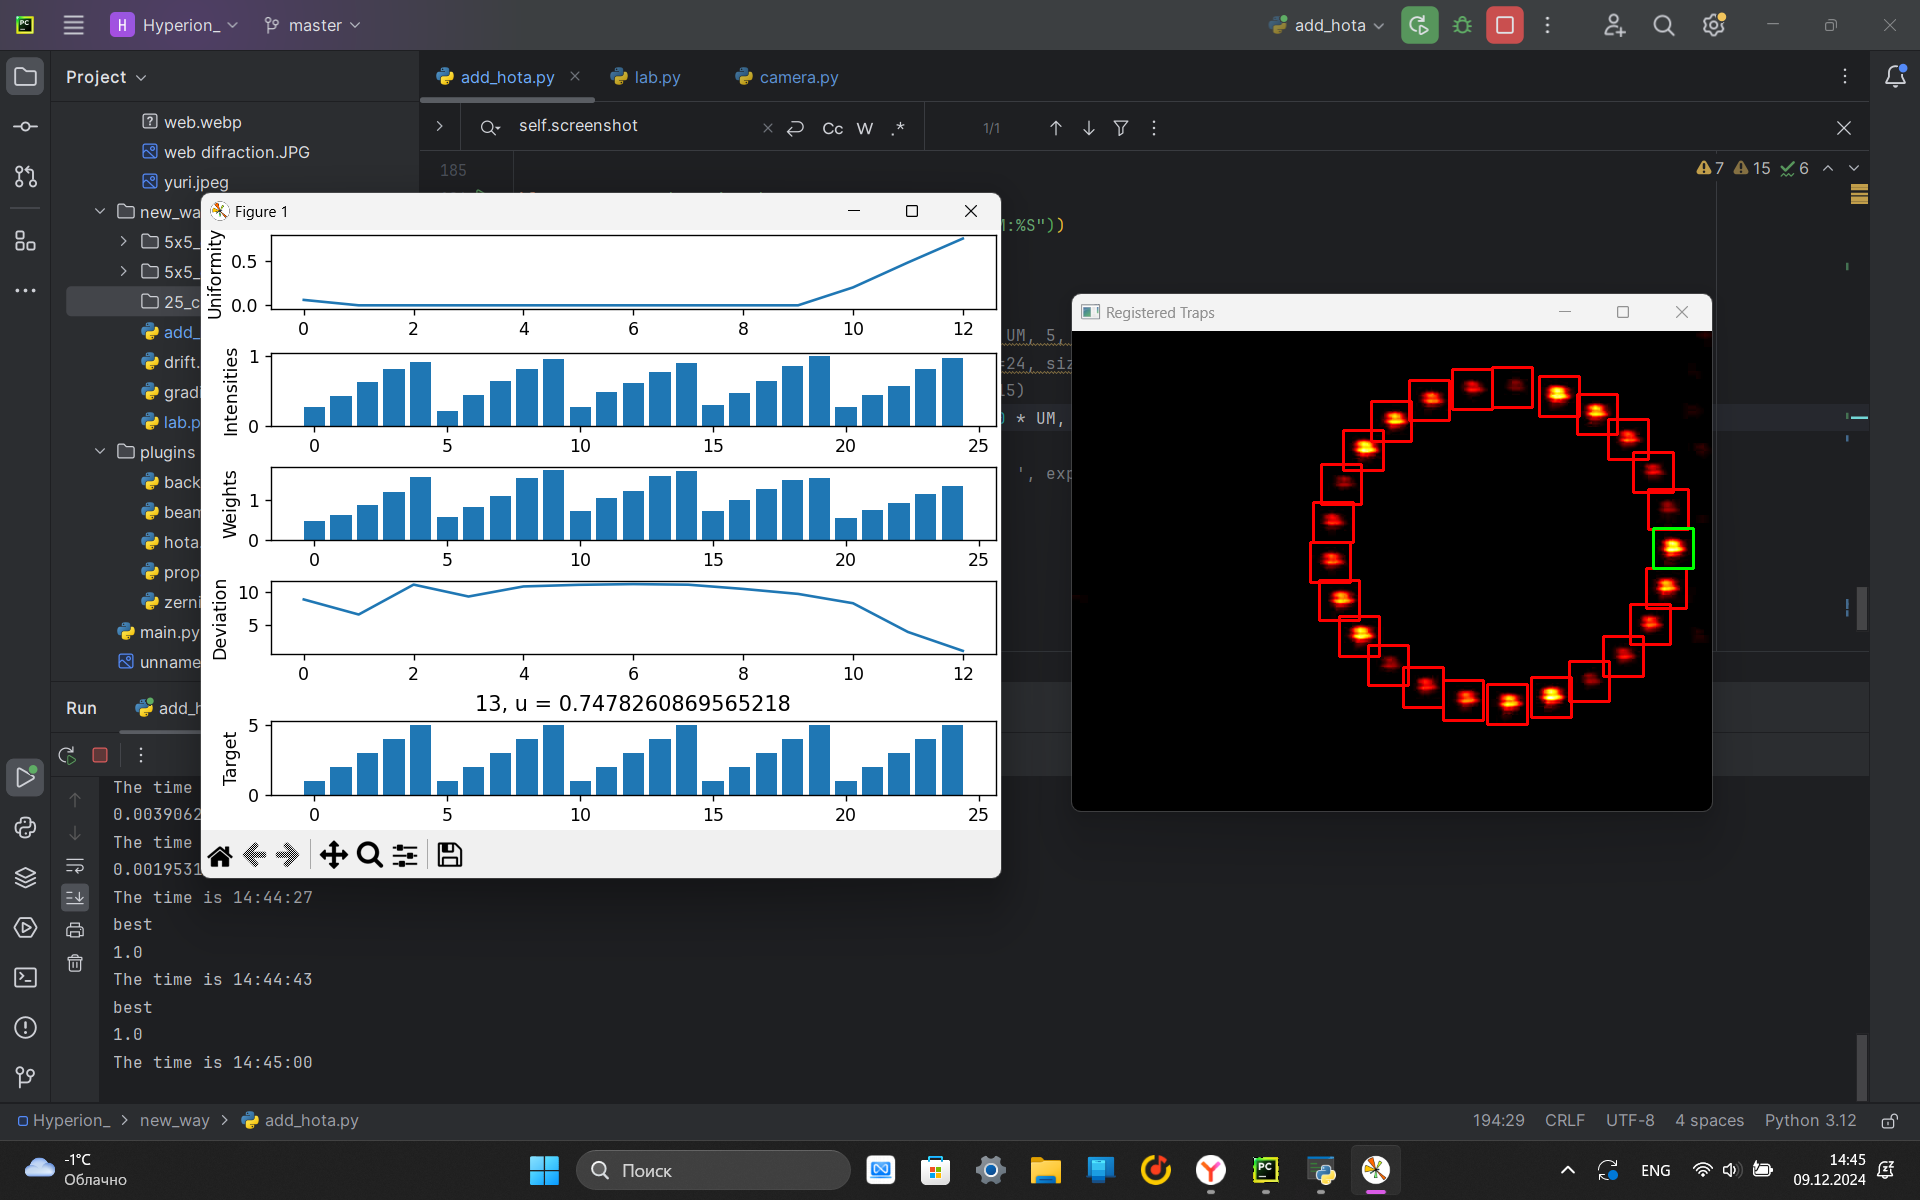 H Hyperion_ master add_hota
Project
add_hota.py lab.py camera.py
web.webp
web difraction.JPG
yuri.jpeg
new_wa
5x5_
5x5_
25_c
add_
drift.
gradi
lab.p
plugins
back
beam
hota
prop
zerni
main.py
unname
self.screenshot Cc W .* 1/1
185
7 15 6
:%S"))
UM, 5,
=24, siz
15)
* UM,
', exp
Figure 1
Uniformity
0.5
0.0
0 2 4 6 8 10 12
Intensities
1
0
0 5 10 15 20 25
Weights
1
0
0 5 10 15 20 25
Deviation
10
5
0 2 4 6 8 10 12
13, u = 0.7478260869565218
Target
5
0
0 5 10 15 20 25
Registered Traps
Run add_h
The time
0.0039062
The time
0.0019531
The time is 14:44:27
best
1.0
The time is 14:44:43
best
1.0
The time is 14:45:00
Hyperion_ > new_way > add_hota.py
194:29 CRLF UTF-8 4 spaces Python 3.12
-1°C
Облачно
Поиск
PC
ENG
14:45
09.12.2024